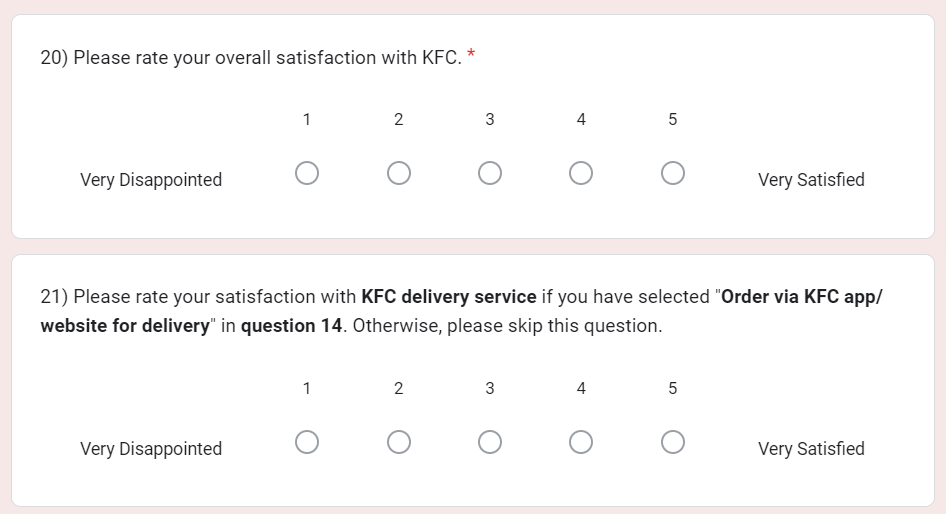 20) Please rate your overall satisfaction with KFC. *
1 2 3 4 5
Very Disappointed Very Satisfied
21) Please rate your satisfaction with KFC delivery service if you have selected "Order via KFC app/
website for delivery" in question 14. Otherwise, please skip this question.
1 2 3 4 5
Very Disappointed Very Satisfied